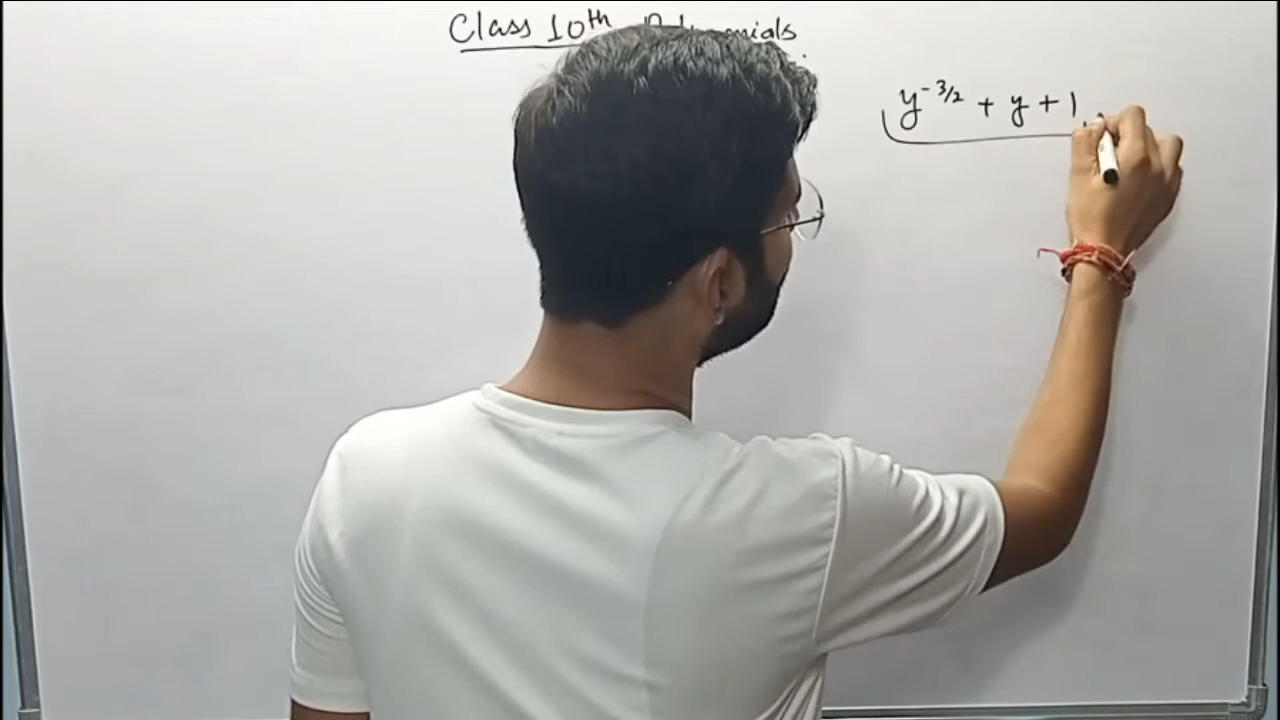 Class 10th
y^-3/2 + y + 1